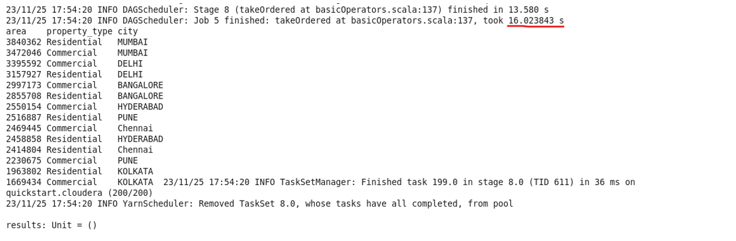 23/11/25 17:54:20 INFO DAGScheduler: Stage 8 (takeOrdered at basicOperators.scala:137) finished in 13.580 s
23/11/25 17:54:20 INFO DAGScheduler: Job 5 finished: takeOrdered at basicOperators.scala:137, took 16.023843 s
area property_type city
3840362 Residential MUMBAI
3472046 Commercial MUMBAI
3395592 Commercial DELHI
3157927 Residential DELHI
2997173 Commercial BANGALORE
2855708 Residential BANGALORE
2550154 Commercial HYDERABAD
2516887 Residential PUNE
2469445 Commercial Chennai
2458858 Residential HYDERABAD
2414804 Residential Chennai
2230675 Commercial PUNE
1963802 Residential KOLKATA
1669434 Commercial KOLKATA 23/11/25 17:54:20 INFO TaskSetManager: Finished task 199.0 in stage 8.0 (TID 611) in 36 ms on
quickstart.cloudera (200/200)
23/11/25 17:54:20 INFO YarnScheduler: Removed TaskSet 8.0, whose tasks have all completed, from pool
results: Unit = ()